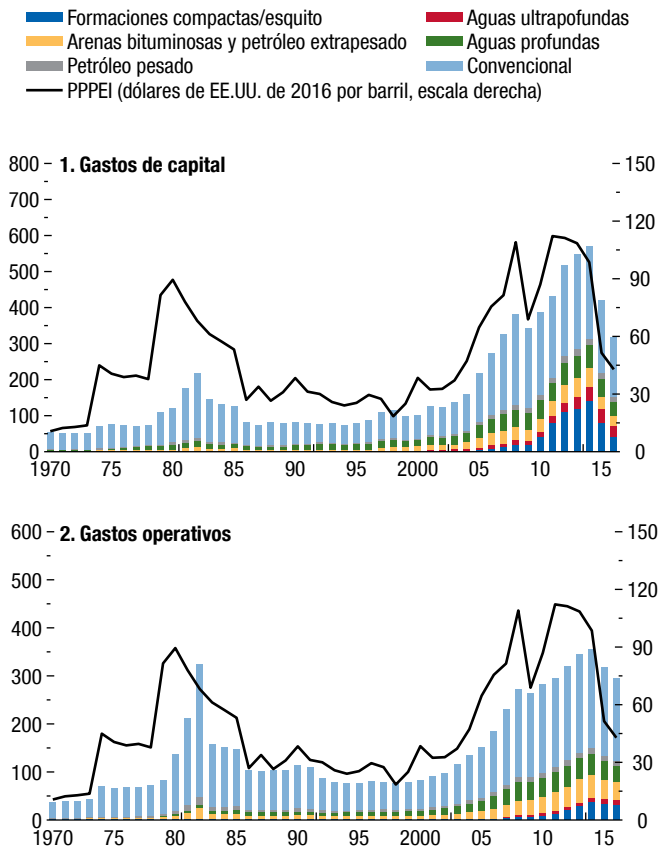 Formaciones compactas/esquito
Aguas ultrapofundas
Arenas bituminosas y petróleo extrapesado
Aguas profundas
Petróleo pesado
Convencional
PPPEI (dólares de EE.UU. de 2016 por barril, escala derecha)
1. Gastos de capital
800
700
600
500
400
300
200
100
0
150
120
90
60
30
0
1970 75 80 85 90 95 2000 05 10 15
2. Gastos operativos
600
500
400
300
200
100
0
150
120
90
60
30
0
1970 75 80 85 90 95 2000 05 10 15